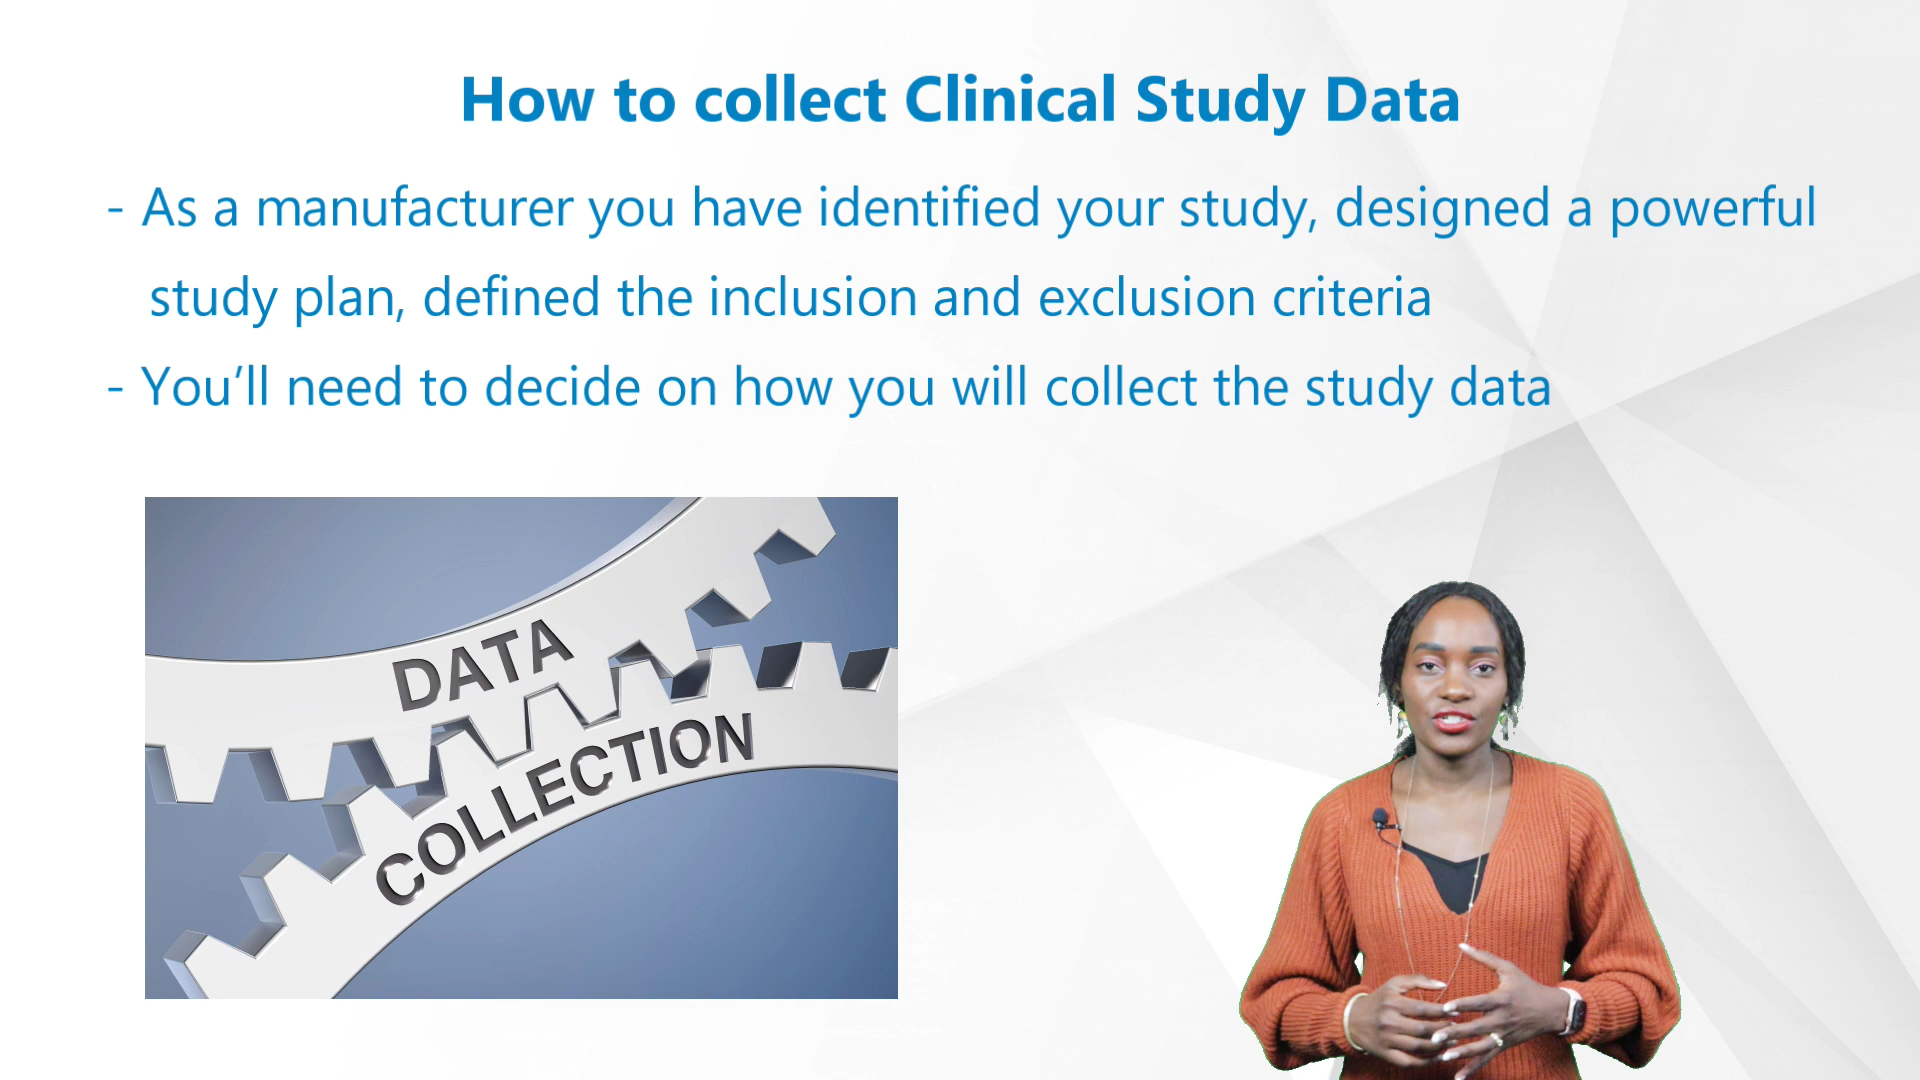 How to collect Clinical Study Data
- As a manufacturer you have identified your study, designed a powerful
study plan, defined the inclusion and exclusion criteria
- You’ll need to decide on how you will collect the study data
DATA
COLLECTION